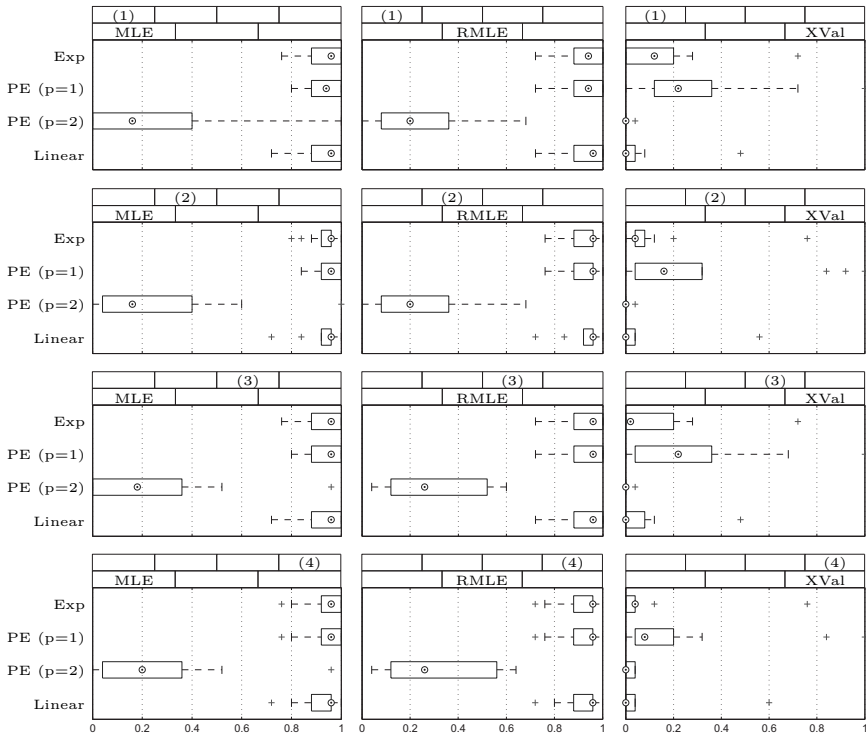 (1) (1) (1)
MLE RMLE XVal
Exp
PE (p=1)
PE (p=2)
Linear
(2) (2) (2)
MLE RMLE XVal
Exp
PE (p=1)
PE (p=2)
Linear
(3) (3) (3)
MLE RMLE XVal
Exp
PE (p=1)
PE (p=2)
Linear
(4) (4) (4)
MLE RMLE XVal
Exp
PE (p=1)
PE (p=2)
Linear
0 0.2 0.4 0.6 0.8 1 0 0.2 0.4 0.6 0.8 1 0 0.2 0.4 0.6 0.8 1